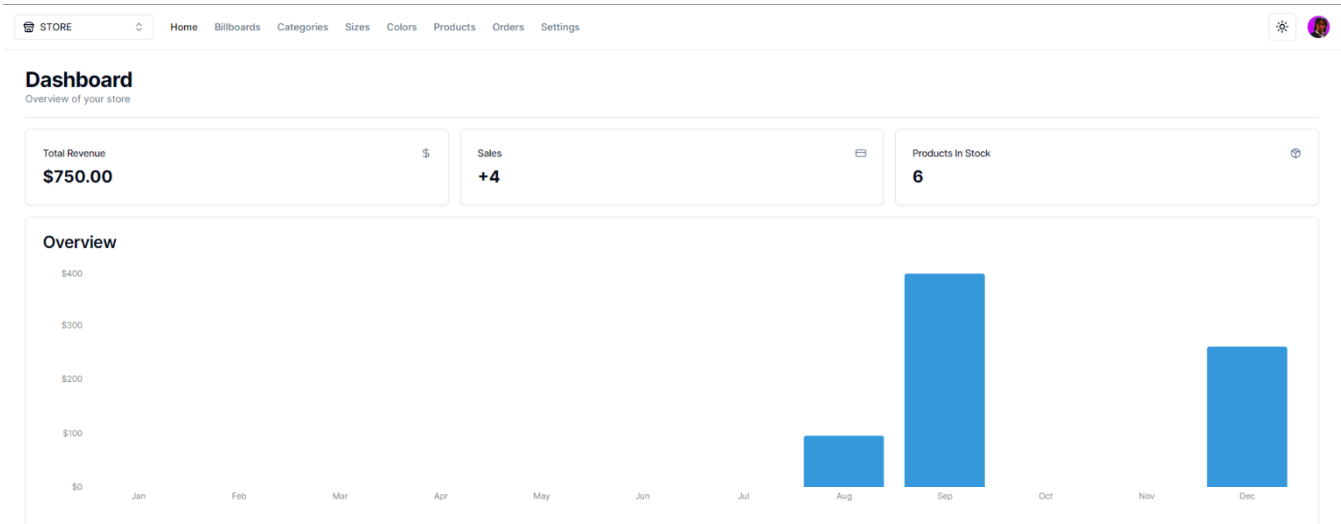 STORE Home Billboards Categories Sizes Colors Products Orders Settings
Dashboard
Overview of your store
Total Revenue
$750.00
Sales
+4
Products In Stock
6
Overview
$400
$300
$200
$100
$0
Jan Feb Mar Apr May Jun Jul Aug Sep Oct Nov Dec